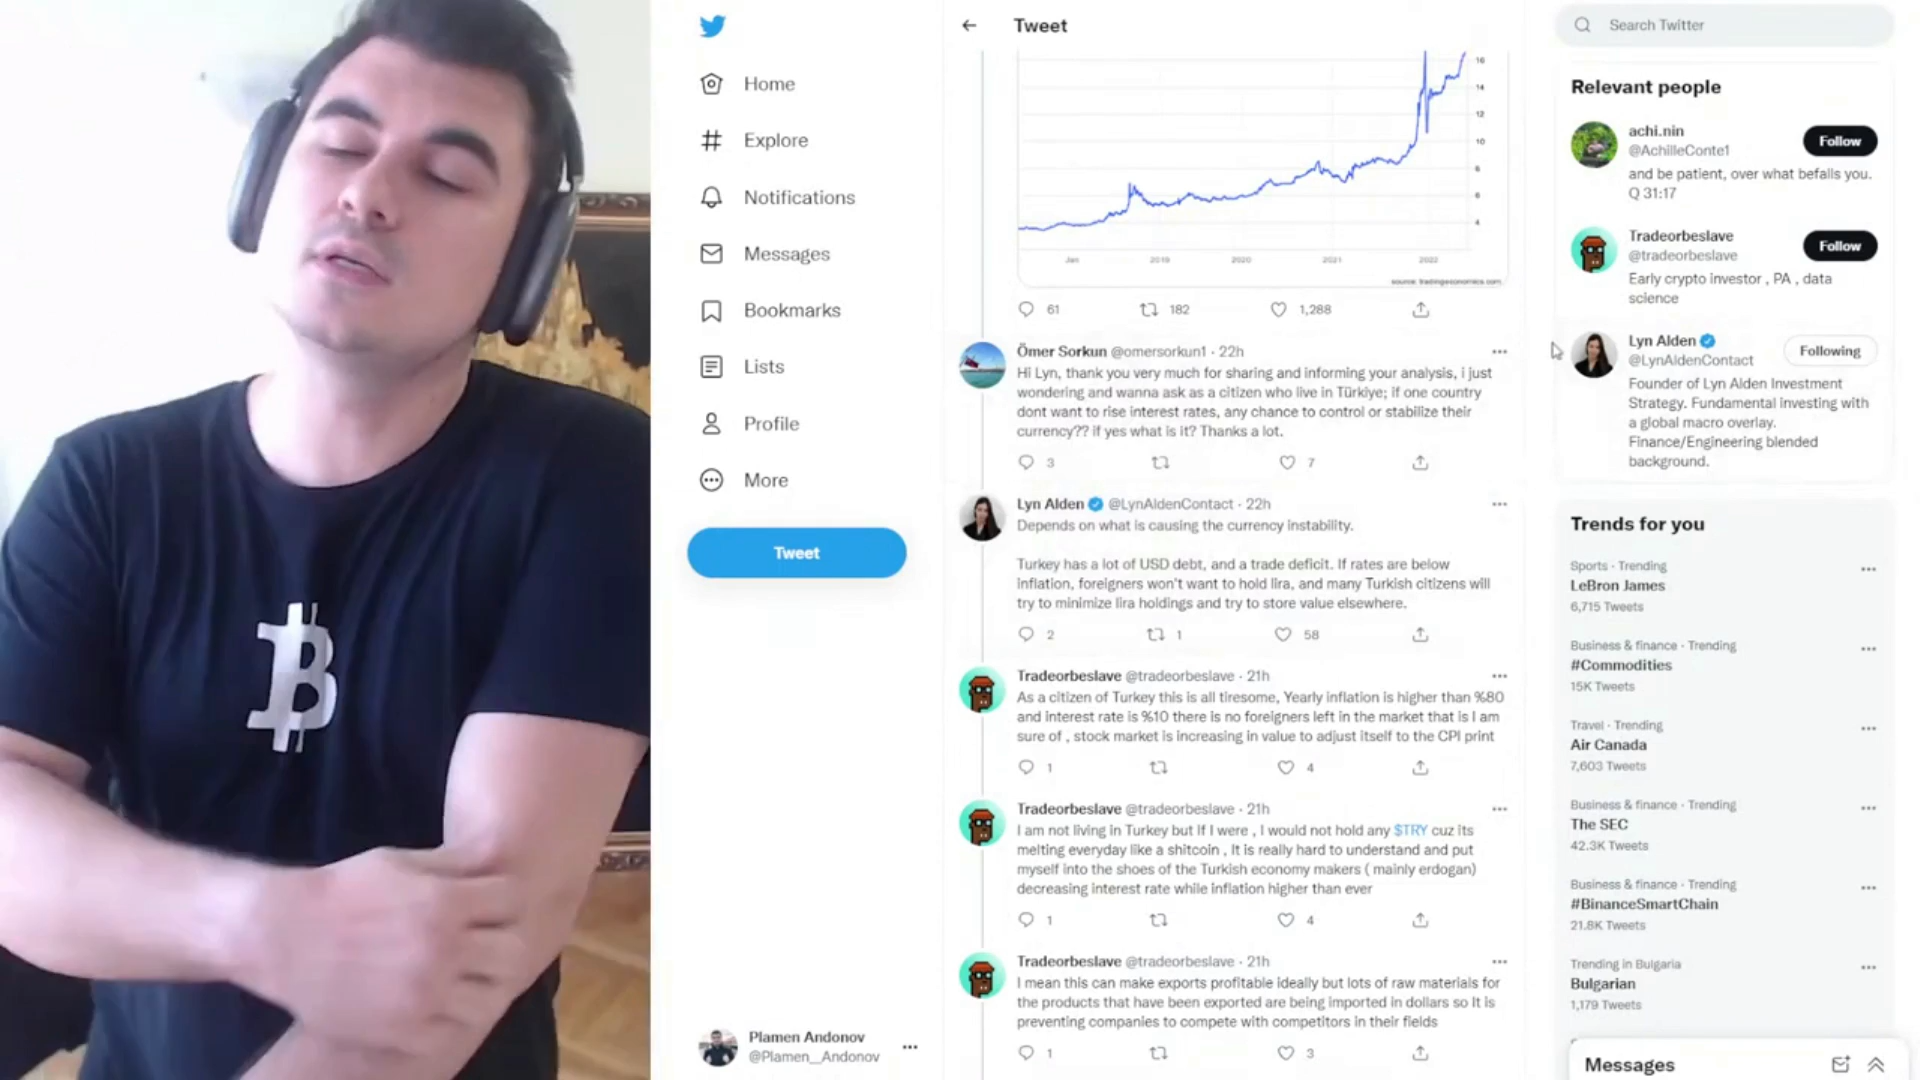 Home
Explore
Notifications
Messages
Bookmarks
Lists
Profile
More
Tweet
Plamen Andonov
@Plamen__Andonov
Tweet
16
14
12
10
8
6
4
Jan
2019
2020
2021
2022
source: tradingeconomics.com
61
182
1,288
Ömer Sorkun @omersorkun1 · 22h
Hi Lyn, thank you very much for sharing and informing your analysis, i just
wondering and wanna ask as a citizen who live in Türkiye; if one country
dont want to rise interest rates, any chance to control or stabilize their
currency?? if yes what is it? Thanks a lot.
3
7
Lyn Alden @LynAldenContact · 22h
Depends on what is causing the currency instability.
Turkey has a lot of USD debt, and a trade deficit. If rates are below
inflation, foreigners won't want to hold lira, and many Turkish citizens will
try to minimize lira holdings and try to store value elsewhere.
2
1
58
Tradeorbeslave @tradeorbeslave · 21h
As a citizen of Turkey this is all tiresome, Yearly inflation is higher than %80
and interest rate is %10 there is no foreigners left in the market that is I am
sure of , stock market is increasing in value to adjust itself to the CPI print
1
4
Tradeorbeslave @tradeorbeslave · 21h
I am not living in Turkey but If I were , I would not hold any $TRY cuz its
melting everyday like a shitcoin , It is really hard to understand and put
myself into the shoes of the Turkish economy makers ( mainly erdogan)
decreasing interest rate while inflation higher than ever
1
4
Tradeorbeslave @tradeorbeslave · 21h
I mean this can make exports profitable ideally but lots of raw materials for
the products that have been exported are being imported in dollars so It is
preventing companies to compete with competitors in their fields
1
3
Search Twitter
Relevant people
achi.nin
@AchilleConte1
Follow
and be patient, over what befalls you.
Q 31:17
Tradeorbeslave
@tradeorbeslave
Follow
Early crypto investor , PA , data
science
Lyn Alden
@LynAldenContact
Following
Founder of Lyn Alden Investment
Strategy. Fundamental investing with
a global macro overlay.
Finance/Engineering blended
background.
Trends for you
Sports · Trending
LeBron James
6,715 Tweets
Business & finance · Trending
#Commodities
15K Tweets
Travel · Trending
Air Canada
7,603 Tweets
Business & finance · Trending
The SEC
42.3K Tweets
Business & finance · Trending
#BinanceSmartChain
21.8K Tweets
Trending in Bulgaria
Bulgarian
1,179 Tweets
Messages